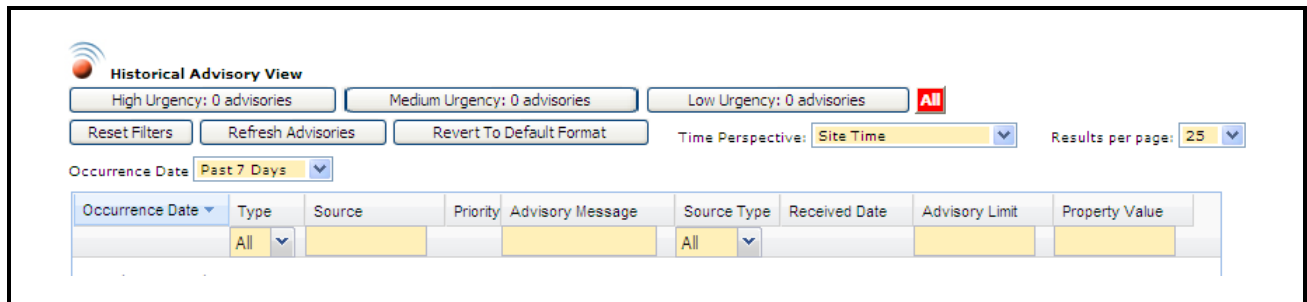 Historical Advisory View
High Urgency: 0 advisories Medium Urgency: 0 advisories Low Urgency: 0 advisories All
Reset Filters Refresh Advisories Revert To Default Format Time Perspective: Site Time Results per page: 25
Occurrence Date Past 7 Days
Occurrence Date Type Source Priority Advisory Message Source Type Received Date Advisory Limit Property Value
All All